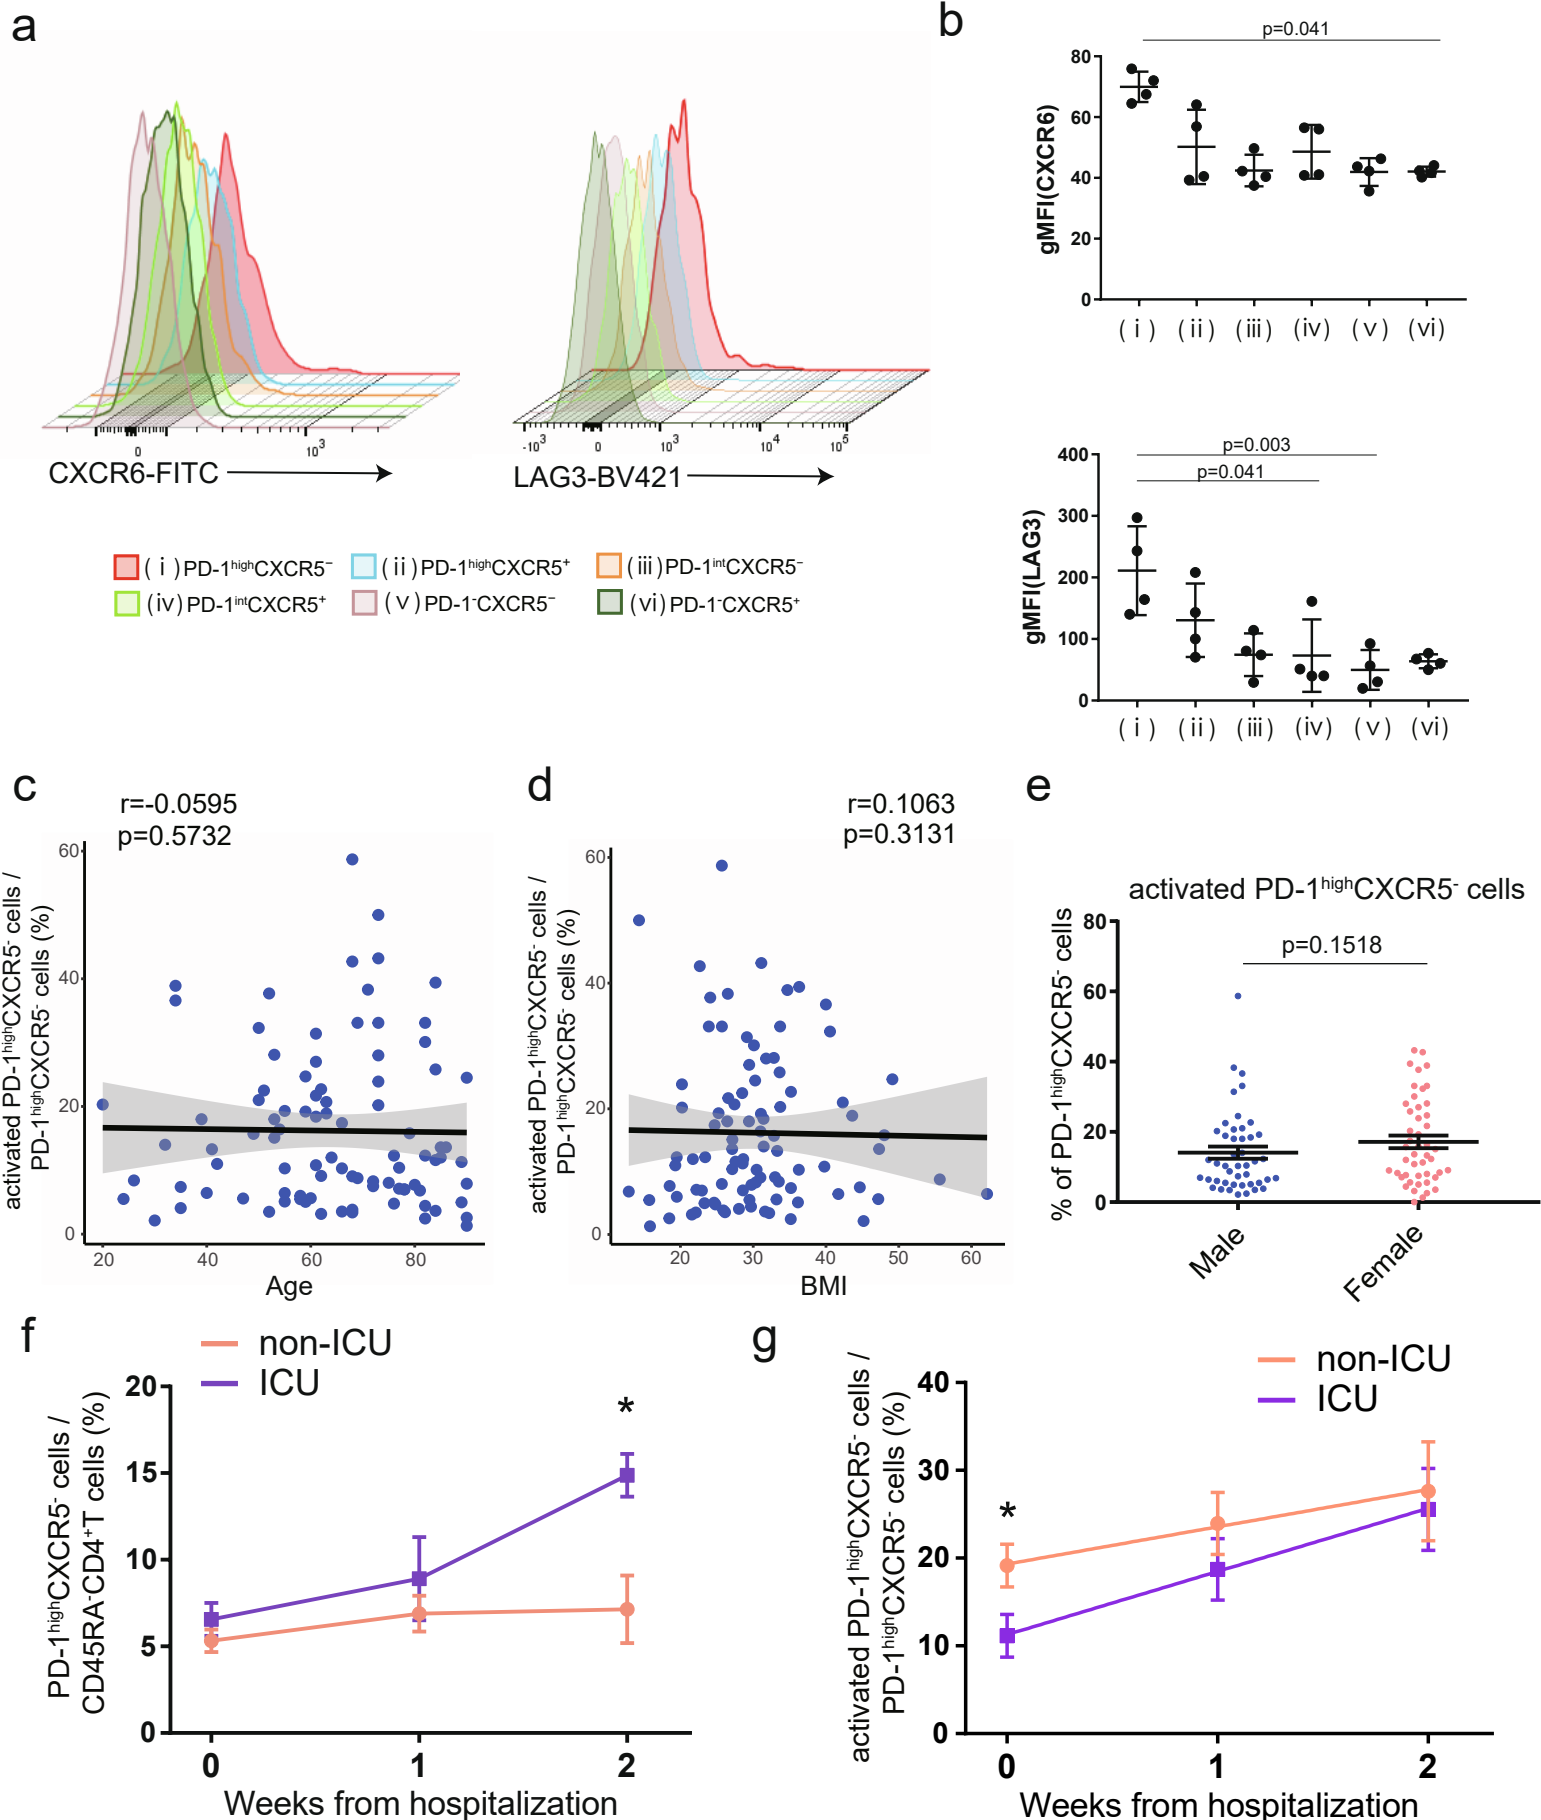 a
0
10³
CXCR6-FITC
-10³
0
10³
10⁴
10⁵
LAG3-BV421
( i ) PD-1ʰⁱᵍʰCXCR5⁻
( ii ) PD-1ʰⁱᵍʰCXCR5⁺
(iii) PD-1ⁱⁿᵗCXCR5⁻
(iv) PD-1ⁱⁿᵗCXCR5⁺
( v ) PD-1⁻CXCR5⁻
(vi) PD-1⁻CXCR5⁺
b
p=0.041
gMFI(CXCR6)
80
60
40
20
0
( i ) ( ii ) (iii) (iv) ( v ) (vi)
p=0.003
p=0.041
gMFI(LAG3)
400
300
200
100
0
( i ) ( ii ) (iii) (iv) ( v ) (vi)
c
r=-0.0595
p=0.5732
activated PD-1ʰⁱᵍʰCXCR5⁻ cells /
PD-1ʰⁱᵍʰCXCR5⁻ cells (%)
60
40
20
0
20 40 60 80
Age
d
r=0.1063
p=0.3131
activated PD-1ʰⁱᵍʰCXCR5⁻ cells /
PD-1ʰⁱᵍʰCXCR5⁻ cells (%)
60
40
20
0
20 30 40 50 60
BMI
e
activated PD-1ʰⁱᵍʰCXCR5⁻ cells
p=0.1518
% of PD-1ʰⁱᵍʰCXCR5⁻ cells
80
60
40
20
0
Male
Female
f
non-ICU
ICU
PD-1ʰⁱᵍʰCXCR5⁻ cells /
CD45RA⁻CD4⁺T cells (%)
20
15
10
5
0
*
0 1 2
Weeks from hospitalization
g
non-ICU
ICU
activated PD-1ʰⁱᵍʰCXCR5⁻ cells /
PD-1ʰⁱᵍʰCXCR5⁻ cells (%)
40
30
20
10
0
*
0 1 2
Weeks from hospitalization